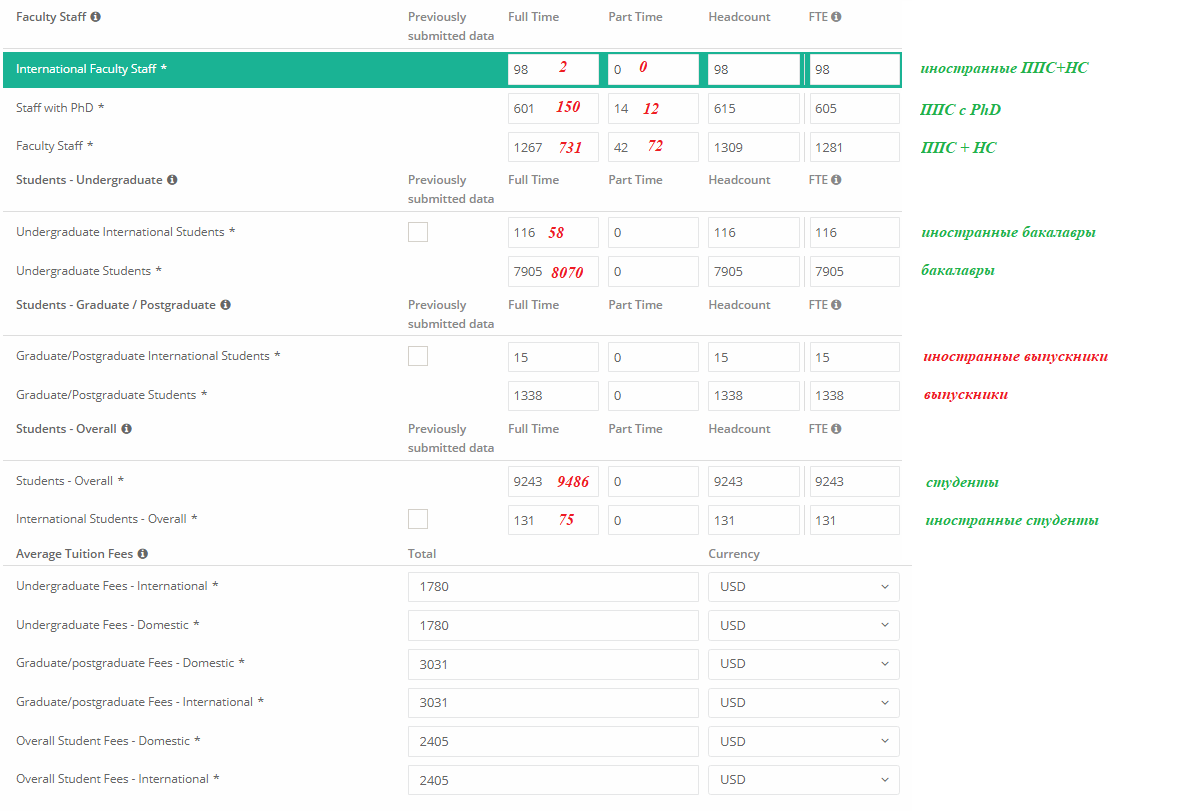 Faculty Staff Previously submitted data Full Time Part Time Headcount FTE
International Faculty Staff * 98 2 0 0 98 98 иностранные ППС+НС
Staff with PhD * 601 150 14 12 615 605 ППС с PhD
Faculty Staff * 1267 731 42 72 1309 1281 ППС + НС
Students - Undergraduate Previously submitted data Full Time Part Time Headcount FTE
Undergraduate International Students * 116 58 0 116 116 иностранные бакалавры
Undergraduate Students * 7905 8070 0 7905 7905 бакалавры
Students - Graduate / Postgraduate Previously submitted data Full Time Part Time Headcount FTE
Graduate/Postgraduate International Students * 15 0 15 15 иностранные выпускники
Graduate/Postgraduate Students * 1338 0 1338 1338 выпускники
Students - Overall Previously submitted data Full Time Part Time Headcount FTE
Students - Overall * 9243 9486 0 9243 9243 студенты
International Students - Overall * 131 75 0 131 131 иностранные студенты
Average Tuition Fees Total Currency
Undergraduate Fees - International * 1780 USD
Undergraduate Fees - Domestic * 1780 USD
Graduate/postgraduate Fees - Domestic * 3031 USD
Graduate/postgraduate Fees - International * 3031 USD
Overall Student Fees - Domestic * 2405 USD
Overall Student Fees - International * 2405 USD